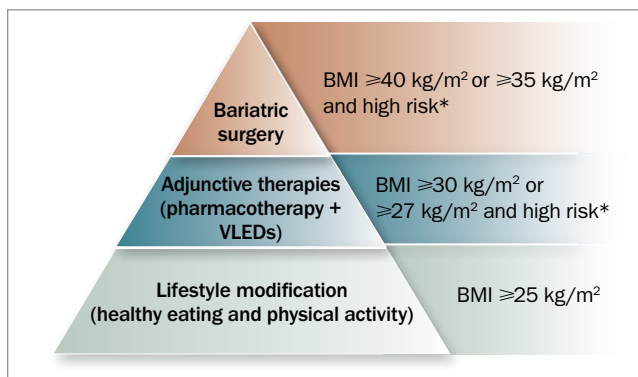 Bariatric
surgery
BMI ⩾40 kg/m² or ⩾35 kg/m²
and high risk*
Adjunctive therapies
(pharmacotherapy +
VLEDs)
BMI ⩾30 kg/m² or
⩾27 kg/m² and high risk*
Lifestyle modification
(healthy eating and physical activity)
BMI ⩾25 kg/m²